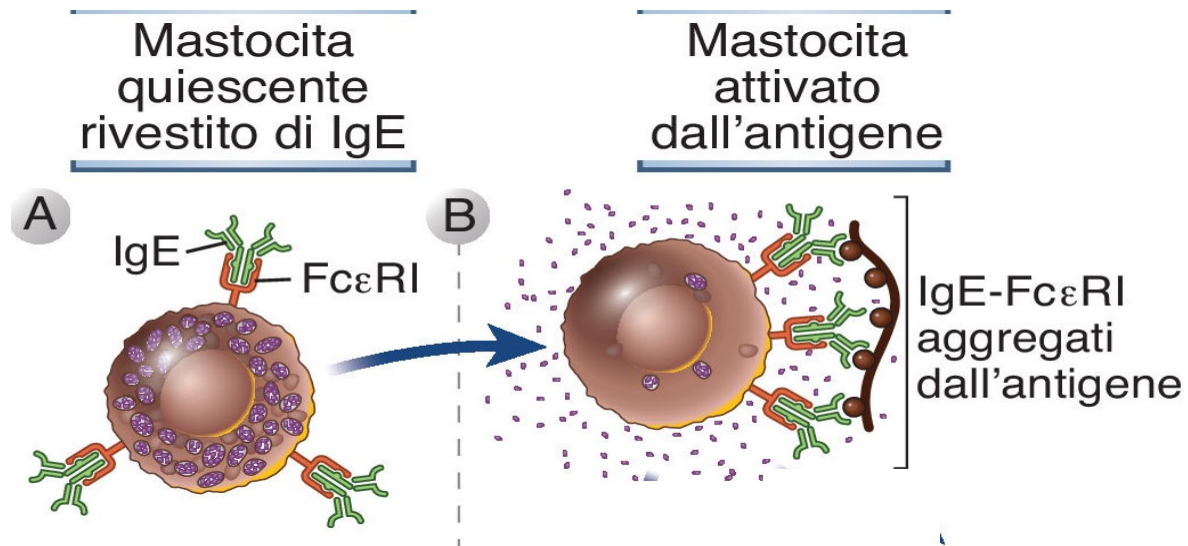 Mastocita
quiescente
rivestito di IgE
Mastocita
attivato
dall'antigene
A
B
IgE
FcεRI
IgE-FcεRI
aggregati
dall'antigene